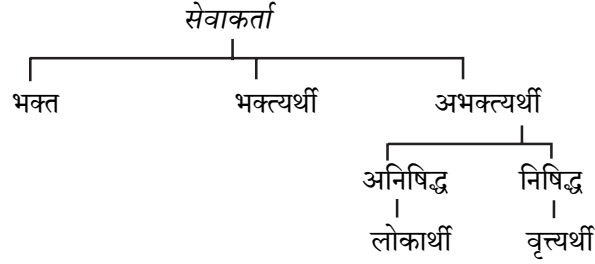 सेवाकर्ता
भक्त भक्त्यर्थी अभक्त्यर्थी
अनिषिद्ध निषिद्ध
लोकार्थी वृत्त्यर्थी